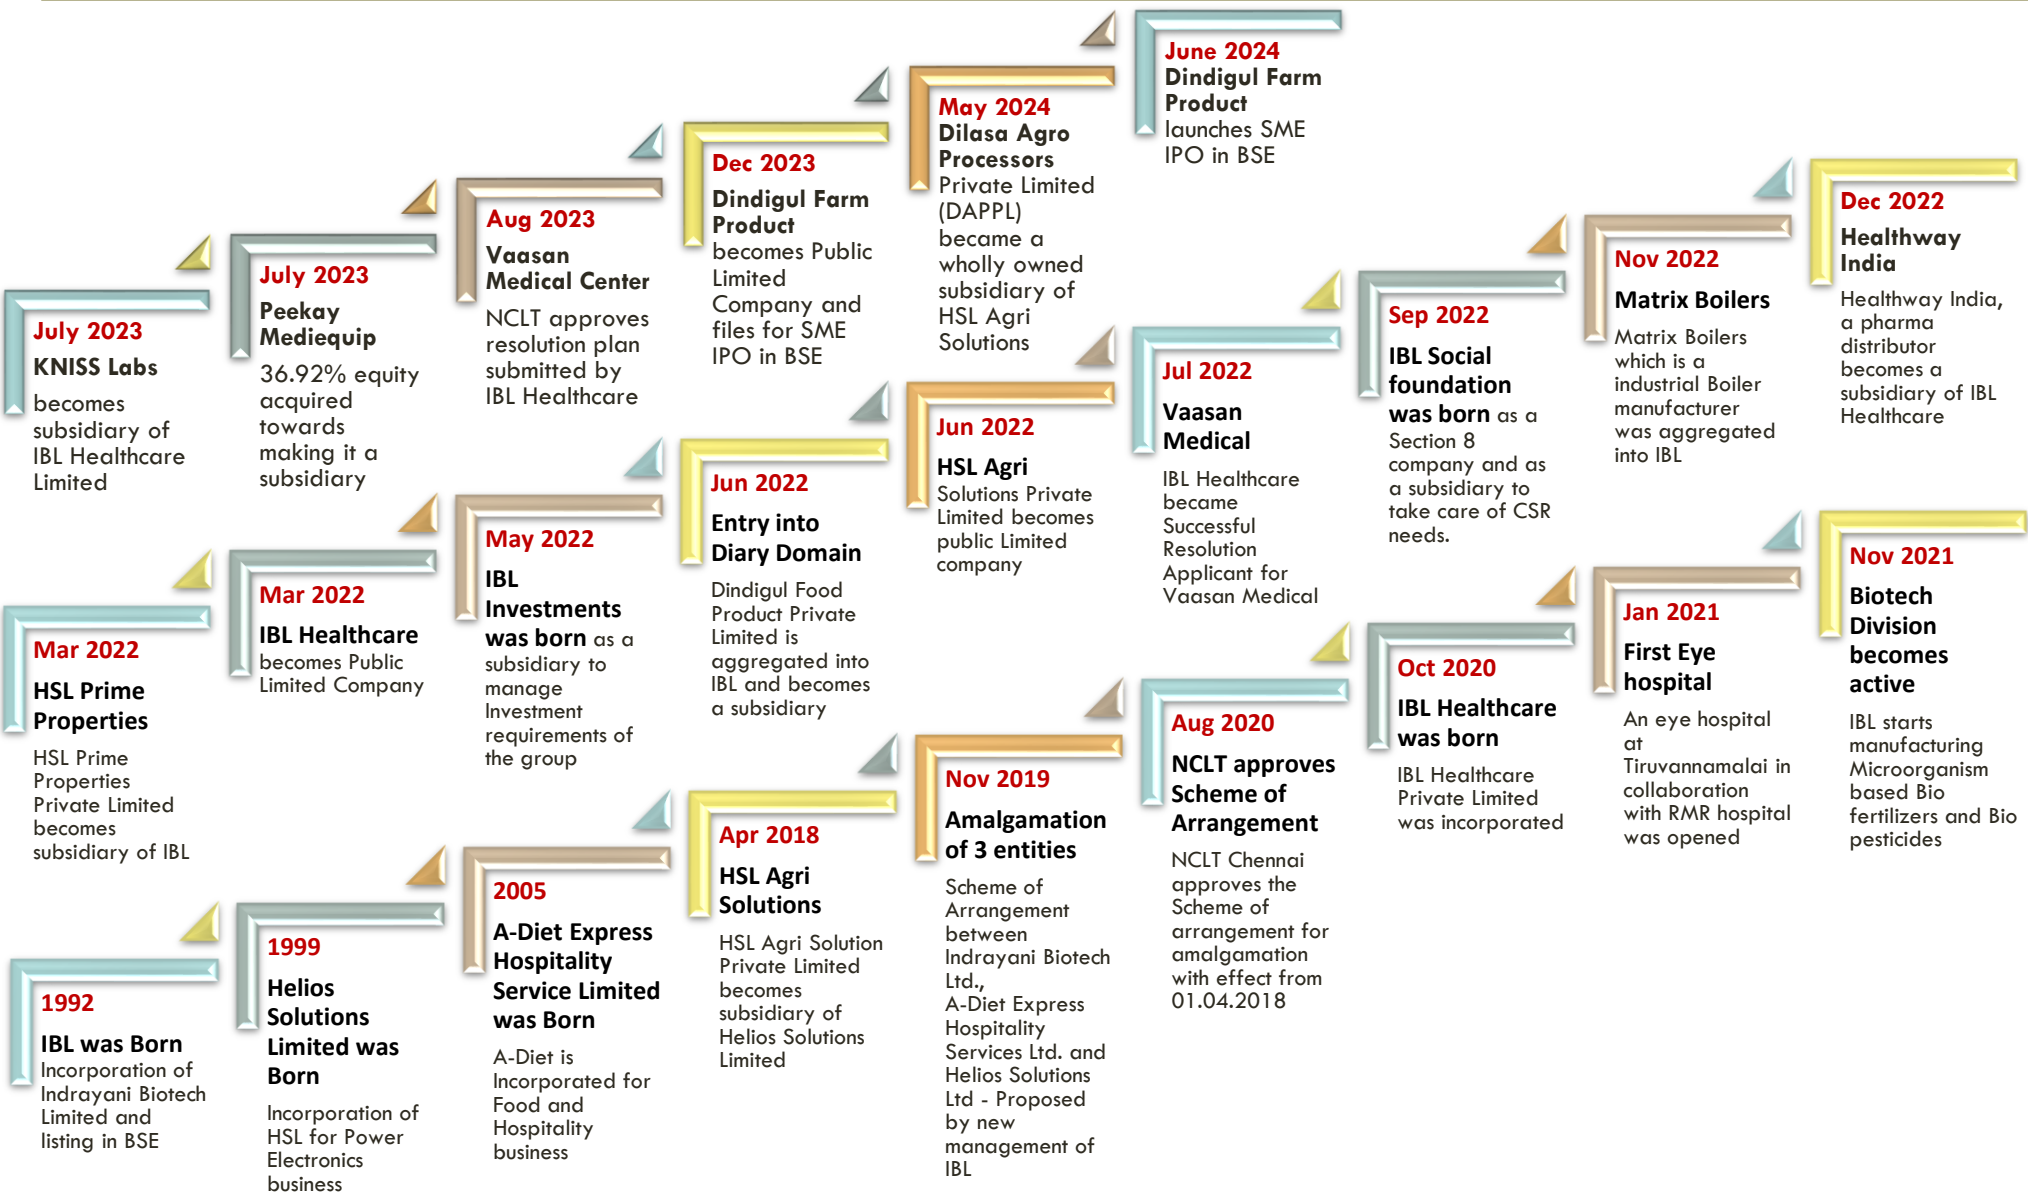 June 2024
Dindigul Farm
Product
launches SME
IPO in BSE
May 2024
Dilasa Agro
Processors
Private Limited
(DAPPL)
became a
wholly owned
subsidiary of
HSL Agri
Solutions
Dec 2023
Dindigul Farm
Product
becomes Public
Limited
Company and
files for SME
IPO in BSE
Aug 2023
Vaasan
Medical Center
NCLT approves
resolution plan
submitted by
IBL Healthcare
July 2023
Peekay
Mediequip
36.92% equity
acquired
towards
making it a
subsidiary
July 2023
KNISS Labs
becomes
subsidiary of
IBL Healthcare
Limited
Dec 2022
Healthway
India
Healthway India,
a pharma
distributor
becomes a
subsidiary of IBL
Healthcare
Nov 2022
Matrix Boilers
Matrix Boilers
which is a
industrial Boiler
manufacturer
was aggregated
into IBL
Sep 2022
IBL Social
foundation
was born as a
Section 8
company and as
a subsidiary to
take care of CSR
needs.
Jul 2022
Vaasan
Medical
IBL Healthcare
became
Successful
Resolution
Applicant for
Vaasan Medical
Jun 2022
HSL Agri
Solutions Private
Limited becomes
public Limited
company
Jun 2022
Entry into
Diary Domain
Dindigul Food
Product Private
Limited is
aggregated into
IBL and becomes
a subsidiary
May 2022
IBL
Investments
was born as a
subsidiary to
manage
Investment
requirements of
the group
Mar 2022
IBL Healthcare
becomes Public
Limited Company
Mar 2022
HSL Prime
Properties
HSL Prime
Properties
Private Limited
becomes
subsidiary of IBL
Nov 2021
Biotech
Division
becomes
active
IBL starts
manufacturing
Microorganism
based Bio
fertilizers and Bio
pesticides
Jan 2021
First Eye
hospital
An eye hospital
at
Tiruvannamalai in
collaboration
with RMR hospital
was opened
Oct 2020
IBL Healthcare
was born
IBL Healthcare
Private Limited
was incorporated
Aug 2020
NCLT approves
Scheme of
Arrangement
NCLT Chennai
approves the
Scheme of
arrangement for
amalgamation
with effect from
01.04.2018
Nov 2019
Amalgamation
of 3 entities
Scheme of
Arrangement
between
Indrayani Biotech
Ltd.,
A-Diet Express
Hospitality
Services Ltd. and
Helios Solutions
Ltd - Proposed
by new
management of
IBL
Apr 2018
HSL Agri
Solutions
HSL Agri Solution
Private Limited
becomes
subsidiary of
Helios Solutions
Limited
2005
A-Diet Express
Hospitality
Service Limited
was Born
A-Diet is
Incorporated for
Food and
Hospitality
business
1999
Helios
Solutions
Limited was
Born
Incorporation of
HSL for Power
Electronics
business
1992
IBL was Born
Incorporation of
Indrayani Biotech
Limited and
listing in BSE